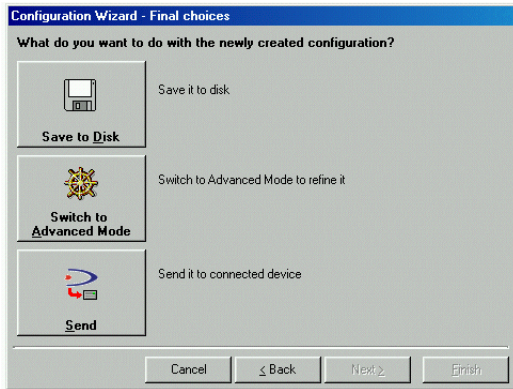 Configuration Wizard - Final choices
What do you want to do with the newly created configuration?
Save to Disk
Save it to disk
Switch to
Advanced Mode
Switch to Advanced Mode to refine it
Send
Send it to connected device
Cancel
< Back
Next >
Finish